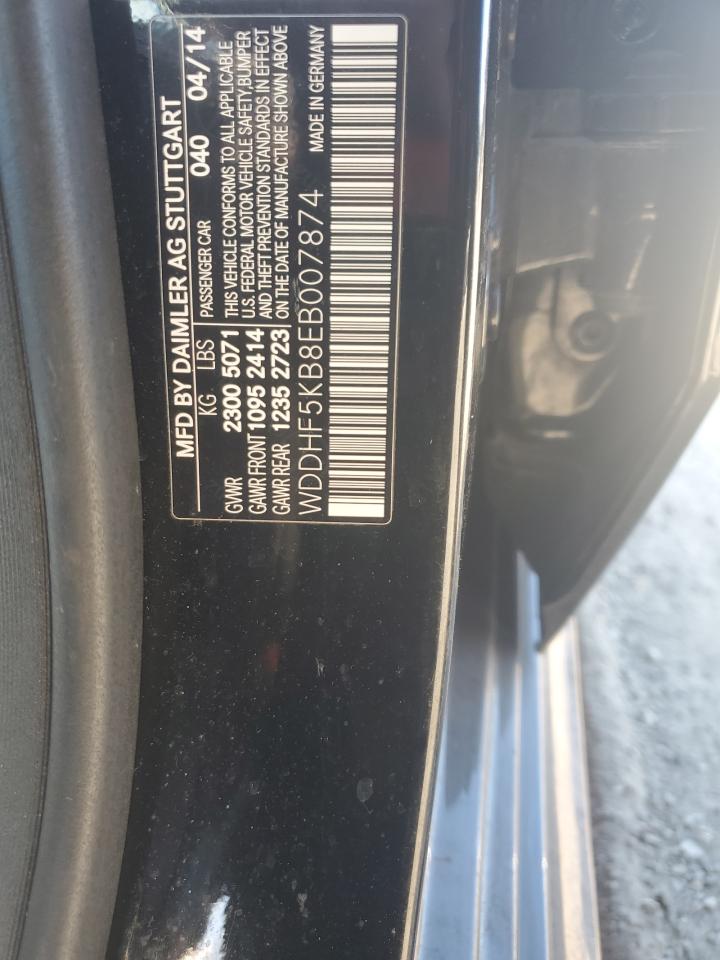 MFD BY DAIMLER AG STUTTGART
KG LBS PASSENGER CAR 040 04/14
GVWR 2300 5071
GAWR FRONT 1095 2414
GAWR REAR 1235 2723
THIS VEHICLE CONFORMS TO ALL APPLICABLE
U.S. FEDERAL MOTOR VEHICLE SAFETY,BUMPER
AND THEFT PREVENTION STANDARDS IN EFFECT
ON THE DATE OF MANUFACTURE SHOWN ABOVE
WDDHF5KB8EB007874 MADE IN GERMANY